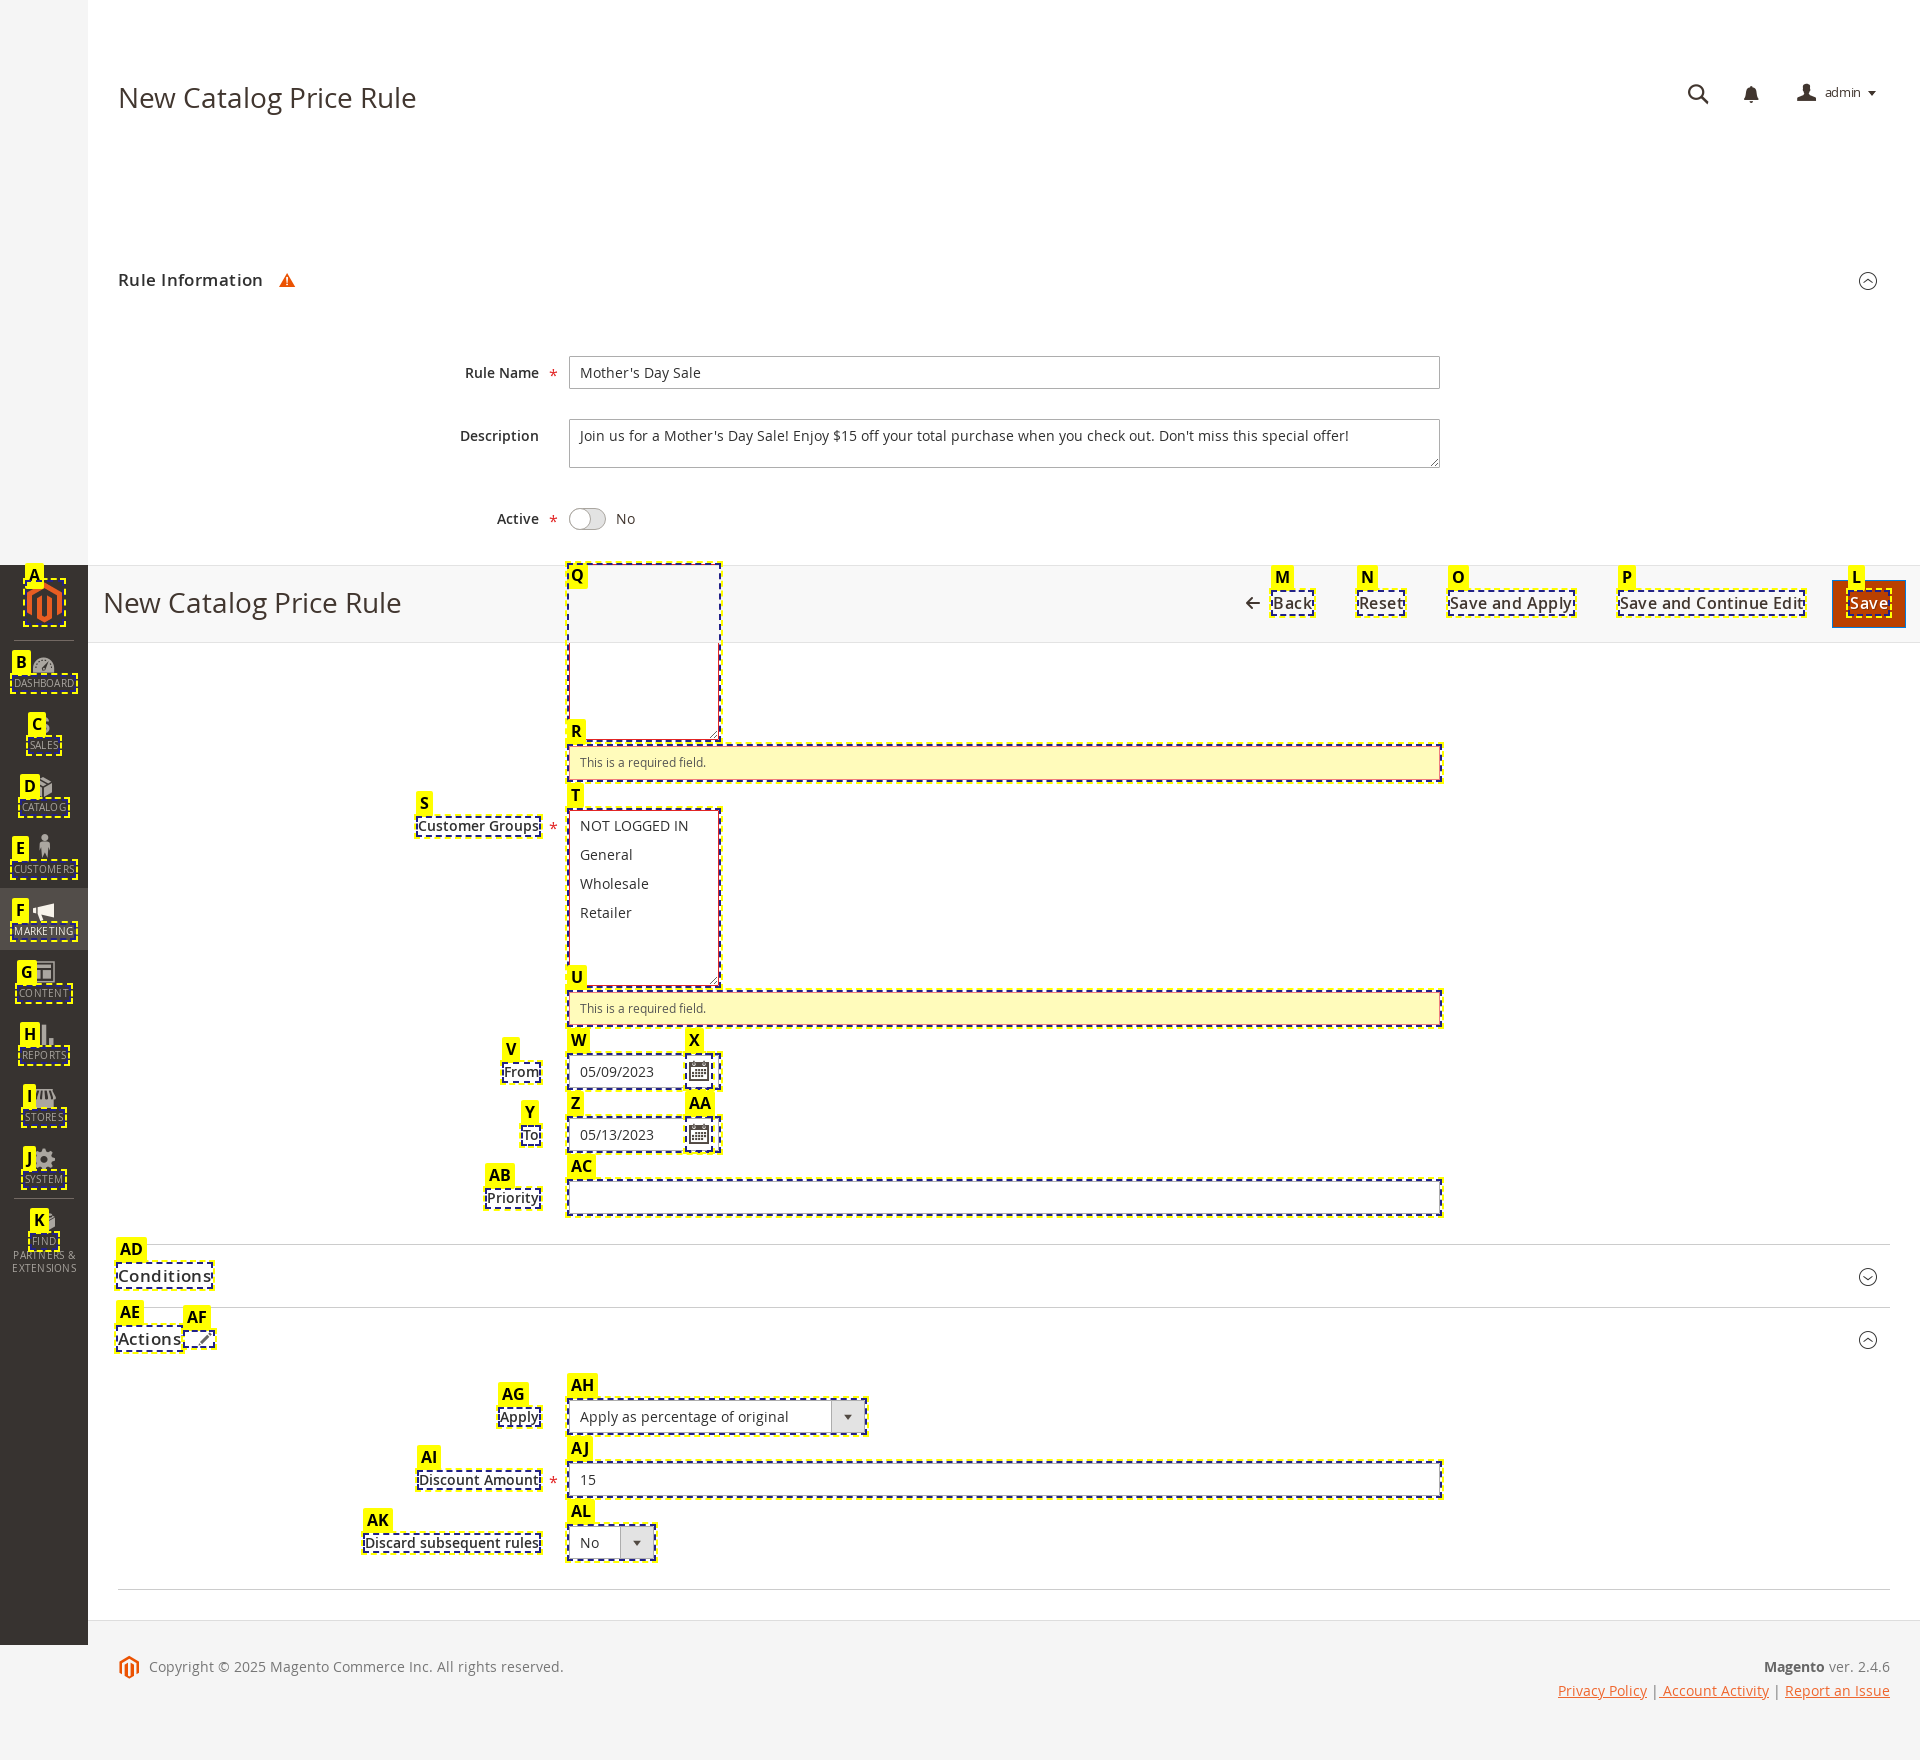 New Catalog Price Rule
admin
Rule Information
Rule Name *
Mother's Day Sale
Description
Join us for a Mother's Day Sale! Enjoy $15 off your total purchase when you check out. Don't miss this special offer!
Active *
No
A
New Catalog Price Rule
Q
M
Back
N
Reset
O
Save and Apply
P
Save and Continue Edit
L
Save
B
DASHBOARD
C
SALES
D
CATALOG
E
CUSTOMERS
F
MARKETING
G
CONTENT
H
REPORTS
I
STORES
J
SYSTEM
K
FIND
PARTNERS &
EXTENSIONS
R
This is a required field.
S
Customer Groups *
T
NOT LOGGED IN
General
Wholesale
Retailer
U
This is a required field.
V
From
W
05/09/2023
X
Y
To
Z
05/13/2023
AA
AB
Priority
AC
AD
Conditions
AE
Actions
AF
AG
Apply
AH
Apply as percentage of original
AI
Discount Amount *
AJ
15
AK
Discard subsequent rules
AL
No
Copyright © 2025 Magento Commerce Inc. All rights reserved.
Magento ver. 2.4.6
Privacy Policy | Account Activity | Report an Issue